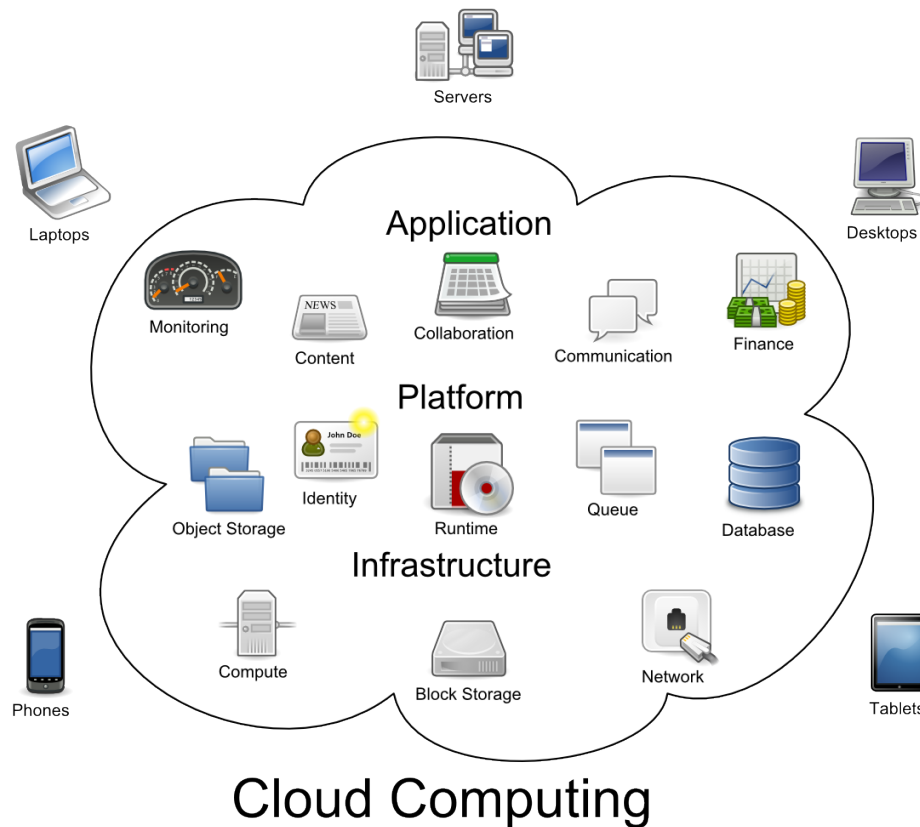 Servers
Laptops
Desktops
Application
Monitoring
NEWS
Content
Collaboration
Communication
Finance
Platform
John Doe
Object Storage
Identity
Runtime
Queue
Database
Infrastructure
Compute
Block Storage
Network
Phones
Tablets
Cloud Computing